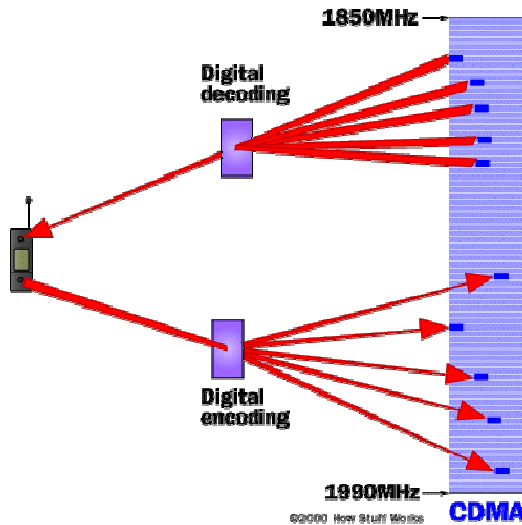 1850MHz
Digital
decoding
Digital
encoding
1990MHz
©2000 How Stuff Works
CDMA